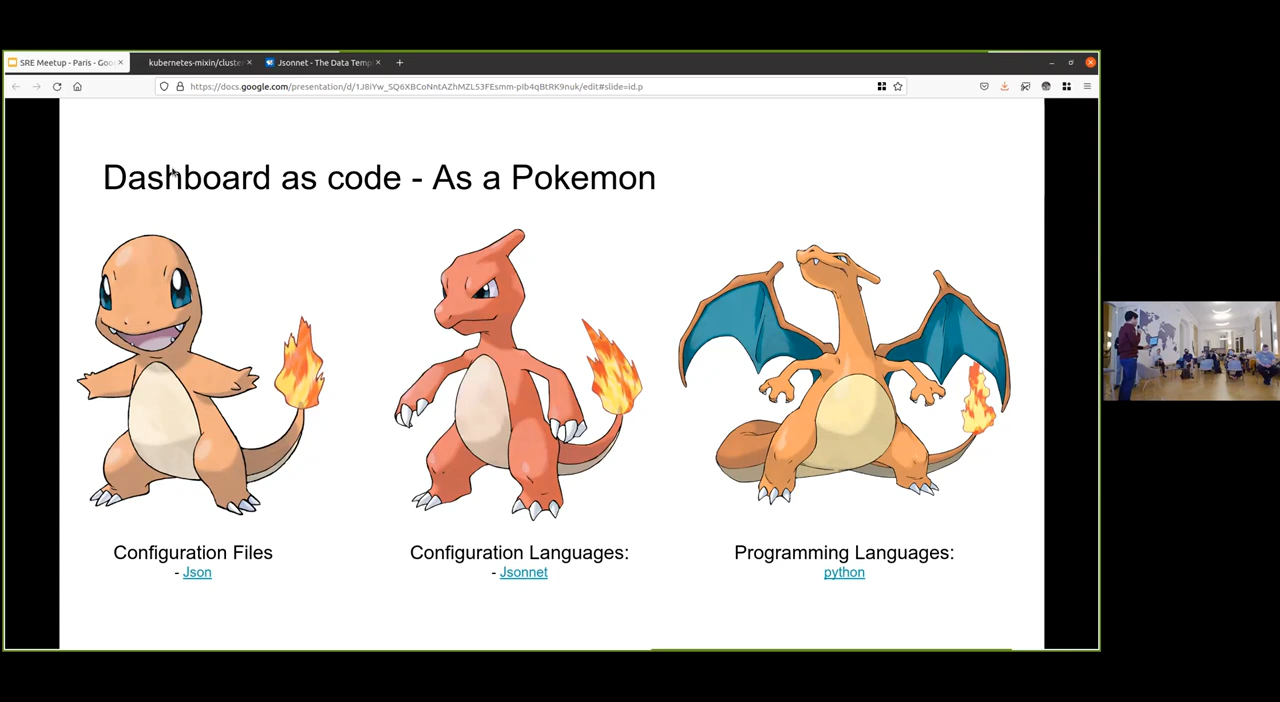 SRE Meetup - Paris - Goo
kubernetes-mixin/cluste
Jsonnet - The Data Temp
https://docs.google.com/presentation/d/1J8iYw_SQ6XBCoNntAZhMZL53FEsmm-pIb4qBtRK9nuk/edit#slide=id.p
Dashboard as code - As a Pokemon
Configuration Files
- Json
Configuration Languages:
- Jsonnet
Programming Languages:
python